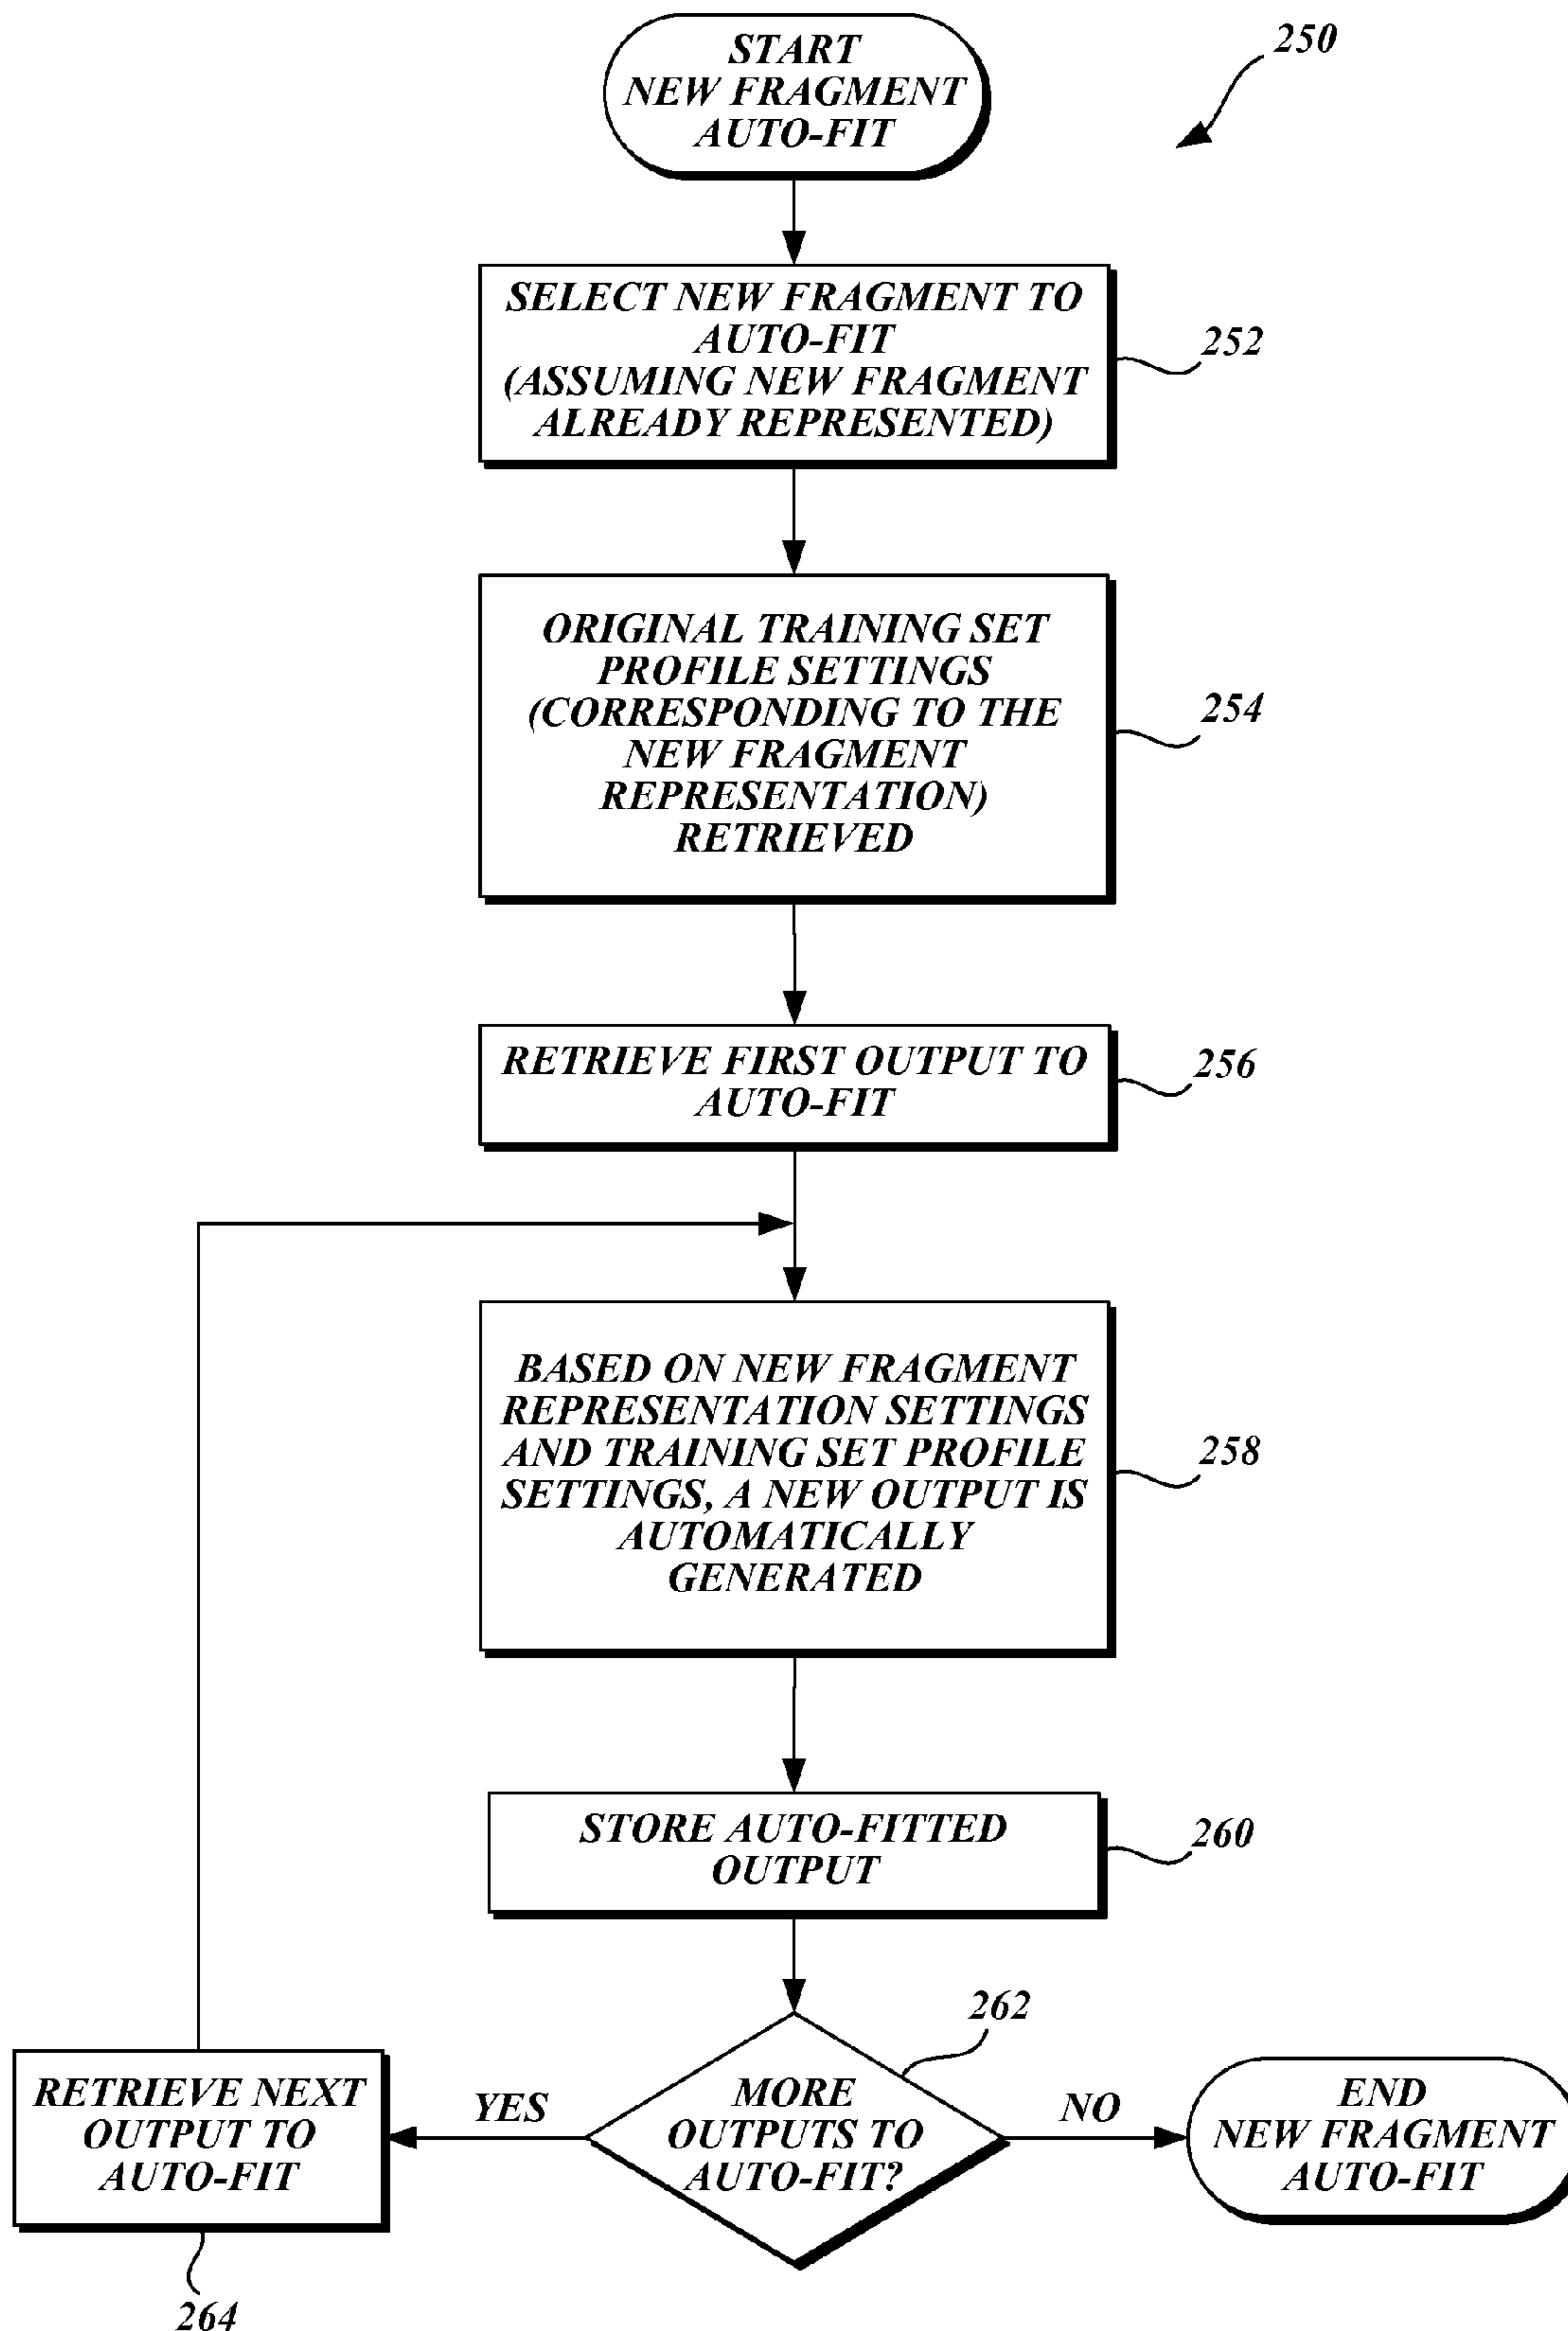 START
NEW FRAGMENT
AUTO-FIT
250
SELECT NEW FRAGMENT TO
AUTO-FIT
(ASSUMING NEW FRAGMENT
ALREADY REPRESENTED)
252
ORIGINAL TRAINING SET
PROFILE SETTINGS
(CORRESPONDING TO THE
NEW FRAGMENT
REPRESENTATION)
RETRIEVED
254
RETRIEVE FIRST OUTPUT TO
AUTO-FIT
256
BASED ON NEW FRAGMENT
REPRESENTATION SETTINGS
AND TRAINING SET PROFILE
SETTINGS, A NEW OUTPUT IS
AUTOMATICALLY
GENERATED
258
STORE AUTO-FITTED
OUTPUT
260
262
MORE
OUTPUTS TO
AUTO-FIT?
YES
NO
RETRIEVE NEXT
OUTPUT TO
AUTO-FIT
264
END
NEW FRAGMENT
AUTO-FIT